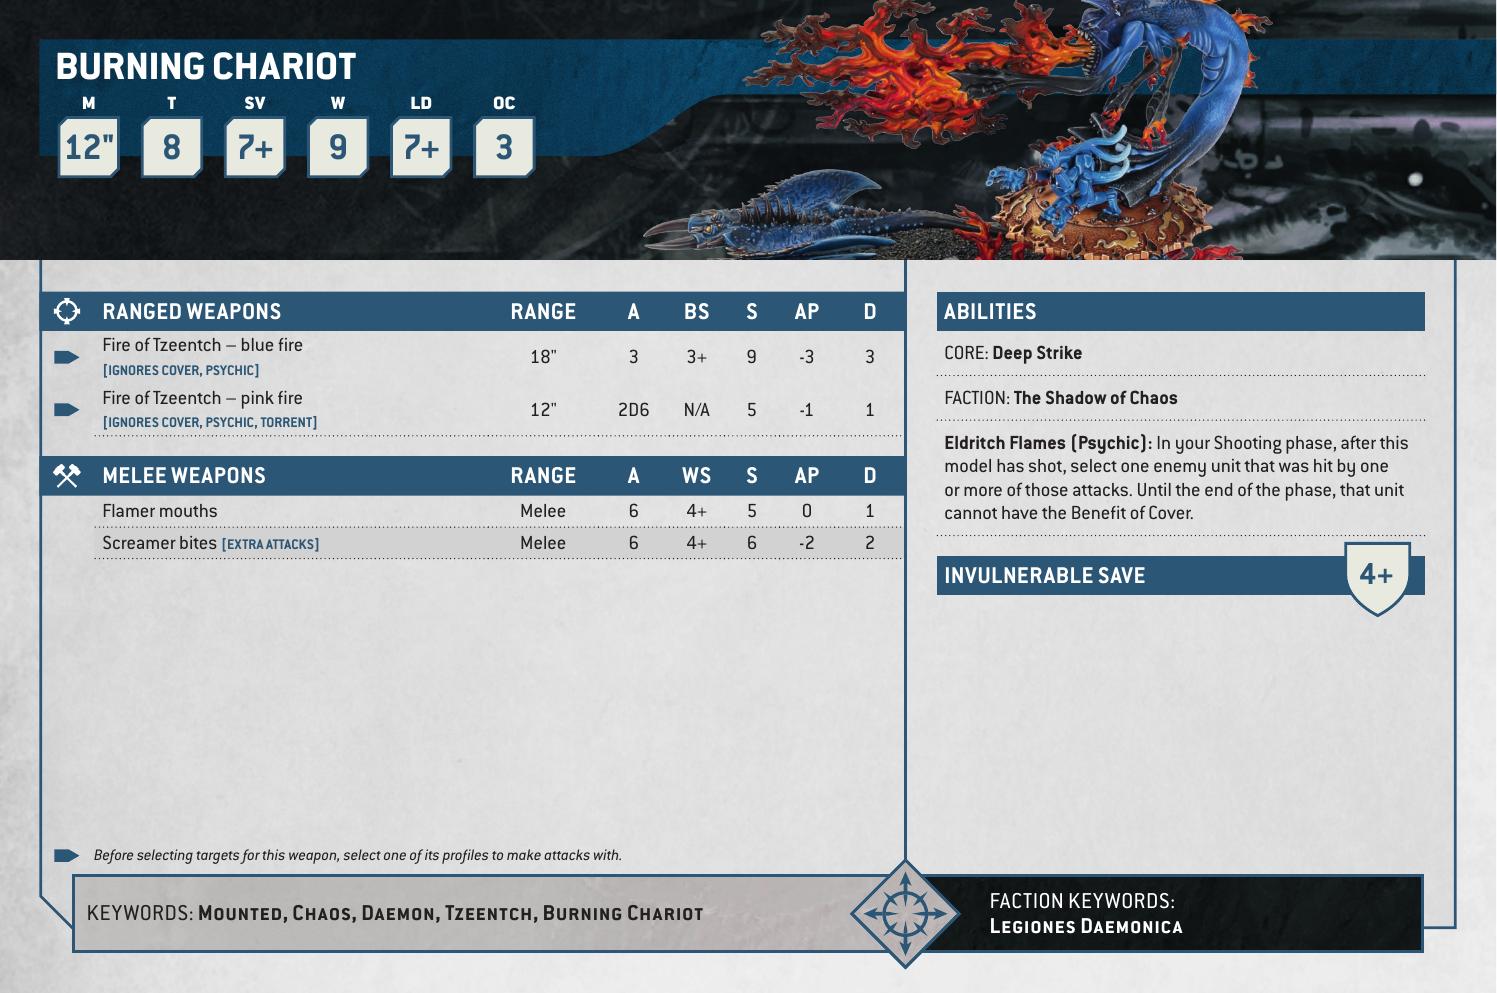 BURNING CHARIOT
M T SV W LD OC
12" 8 7+ 9 7+ 3
RANGED WEAPONS RANGE A BS S AP D
Fire of Tzeentch – blue fire 18" 3 3+ 9 -3 3
[IGNORES COVER, PSYCHIC]
Fire of Tzeentch – pink fire 12" 2D6 N/A 5 -1 1
[IGNORES COVER, PSYCHIC, TORRENT]
MELEE WEAPONS RANGE A WS S AP D
Flamer mouths Melee 6 4+ 5 0 1
Screamer bites [EXTRA ATTACKS] Melee 6 4+ 6 -2 2
Before selecting targets for this weapon, select one of its profiles to make attacks with.
ABILITIES
CORE: Deep Strike
FACTION: The Shadow of Chaos
Eldritch Flames (Psychic): In your Shooting phase, after this
model has shot, select one enemy unit that was hit by one
or more of those attacks. Until the end of the phase, that unit
cannot have the Benefit of Cover.
INVULNERABLE SAVE 4+
KEYWORDS: Mounted, Chaos, Daemon, Tzeentch, Burning Chariot
FACTION KEYWORDS:
Legiones Daemonica